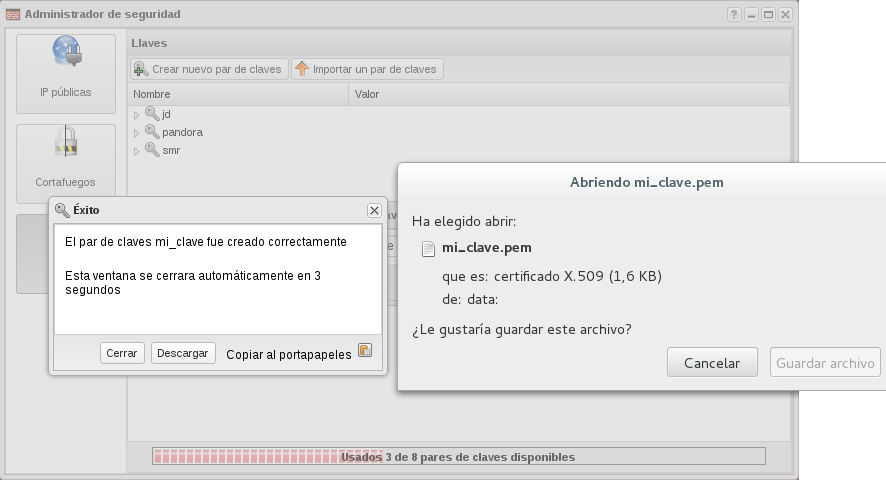 Administrador de seguridad
IP públicas
Cortafuegos
Llaves
Crear nuevo par de claves
Importar un par de claves
Nombre
Valor
jd
pandora
smr
Éxito
El par de claves mi_clave fue creado correctamente
Esta ventana se cerrara automáticamente en 3
segundos
Cerrar
Descargar
Copiar al portapapeles
Abriendo mi_clave.pem
Ha elegido abrir:
mi_clave.pem
que es: certificado X.509 (1,6 KB)
de: data:
¿Le gustaría guardar este archivo?
Cancelar
Guardar archivo
Usados 3 de 8 pares de claves disponibles